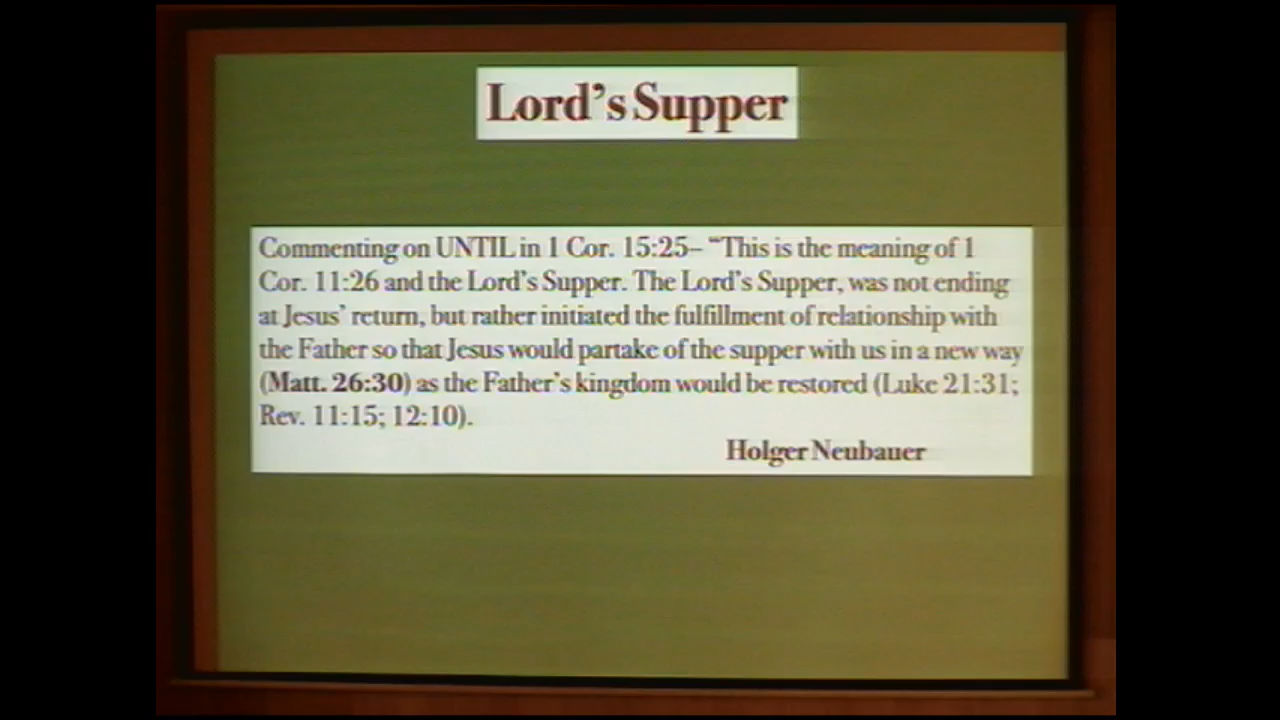 Lord's Supper
Commenting on UNTIL in 1 Cor. 15:25– "This is the meaning of 1
Cor. 11:26 and the Lord's Supper. The Lord's Supper, was not ending
at Jesus' return, but rather initiated the fulfillment of relationship with
the Father so that Jesus would partake of the supper with us in a new way
(Matt. 26:30) as the Father's kingdom would be restored (Luke 21:31;
Rev. 11:15; 12:10).
Holger Neubauer